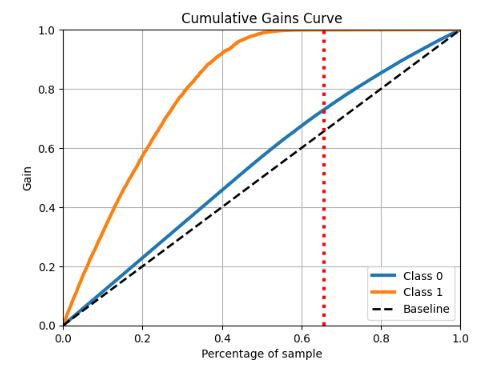 Cumulative Gains Curve
1.0
0.8
0.6
0.4
0.2
0.0
Gain
Class 0
Class 1
Baseline
0.0 0.2 0.4 0.6 0.8 1.0
Percentage of sample